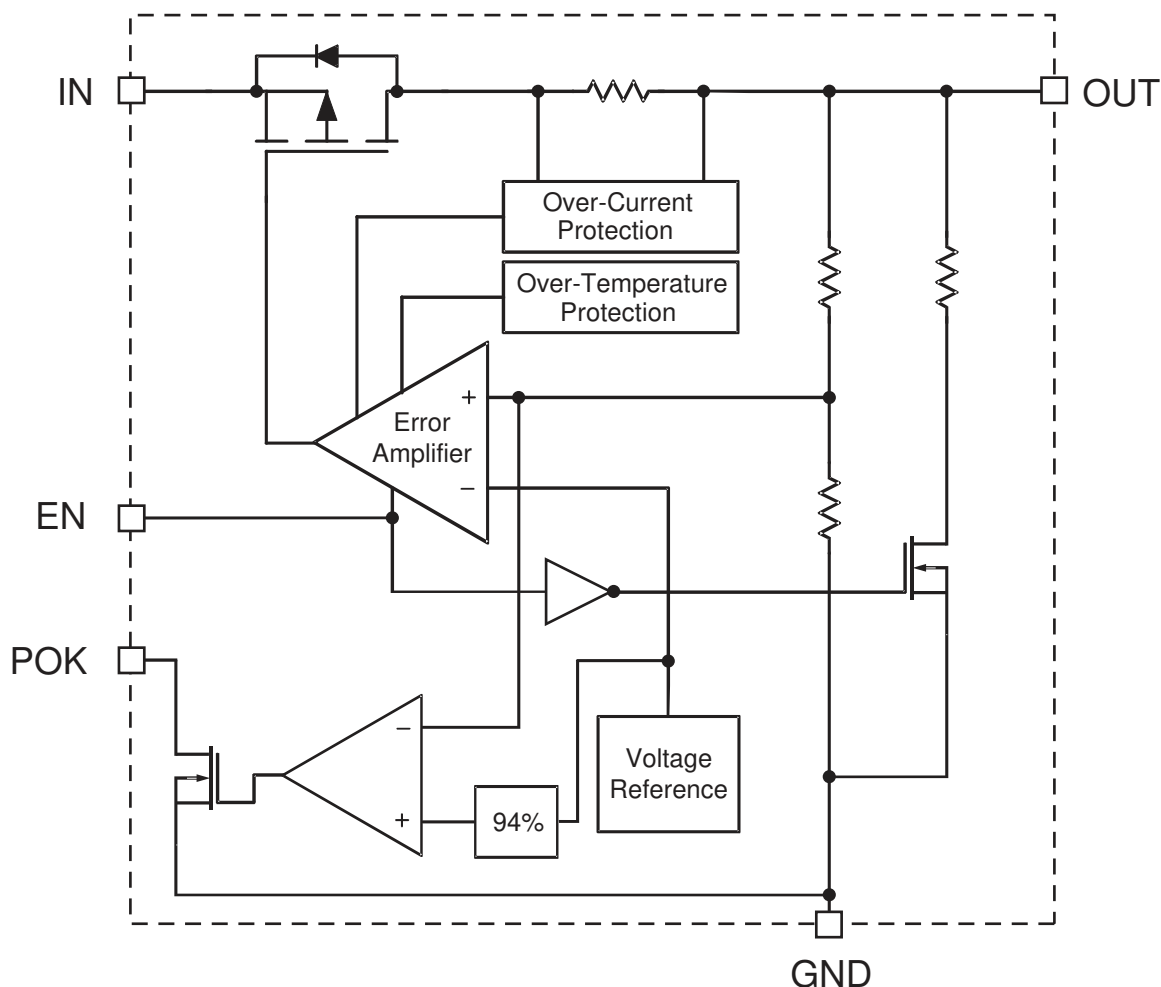 IN
OUT
Over-Current
Protection
Over-Temperature
Protection
+
Error
Amplifier
−
EN
POK
−
Voltage
Reference
+
94%
GND